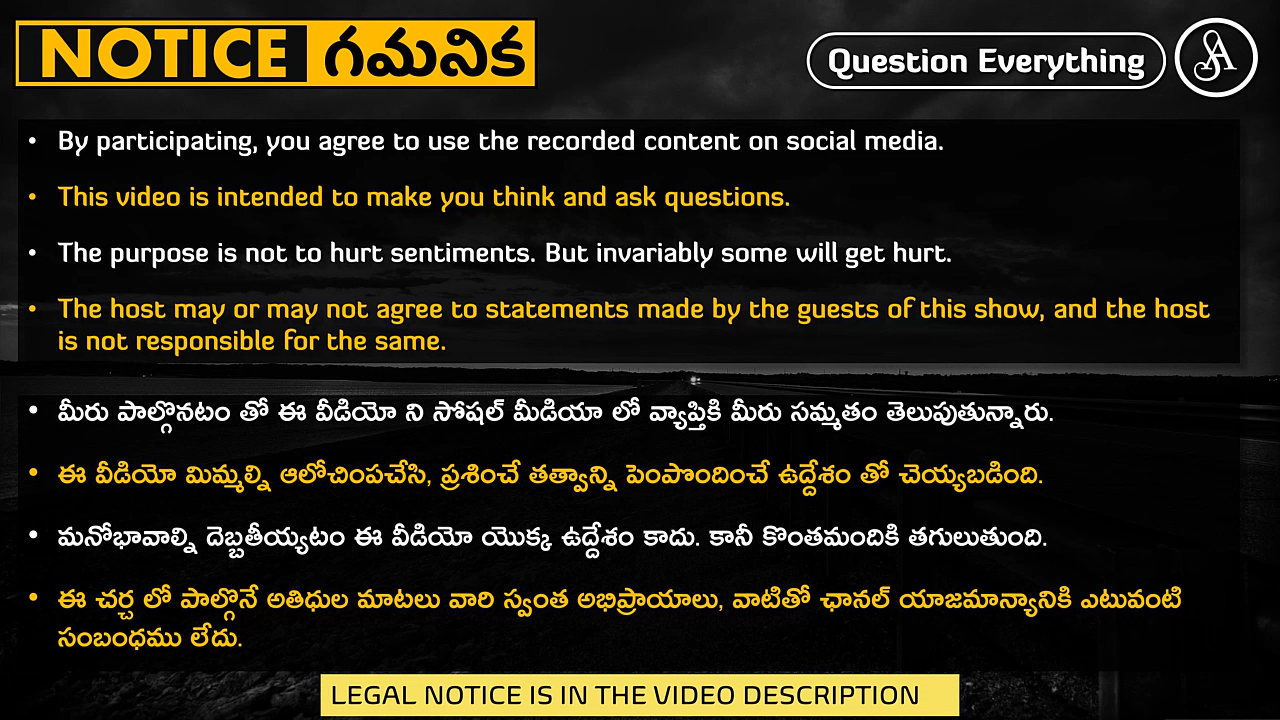 NOTICE గమనిక
Question Everything
• By participating, you agree to use the recorded content on social media.
• This video is intended to make you think and ask questions.
• The purpose is not to hurt sentiments. But invariably some will get hurt.
• The host may or may not agree to statements made by the guests of this show, and the host
is not responsible for the same.
• మీరు పాల్గొనటం తో ఈ వీడియో ని సోషల్ మీడియా లో వ్యాప్తికి మీరు సమ్మతం తెలుపుతున్నారు.
• ఈ వీడియో మిమ్మల్ని ఆలోచింపచేసి, ప్రశించే తత్వాన్ని పెంపొందించే ఉద్దేశం తో చెయ్యబడింది.
• మనోభావాల్ని దెబ్బతీయ్యటం ఈ వీడియో యొక్క ఉద్దేశం కాదు. కానీ కొంతమందికి తగులుతుంది.
• ఈ చర్చ లో పాల్గొనే అతిధుల మాటలు వారి స్వంత అభిప్రాయాలు, వాటితో ఛానల్ యాజమాన్యానికి ఎటువంటి
సంబంధము లేదు.
LEGAL NOTICE IS IN THE VIDEO DESCRIPTION